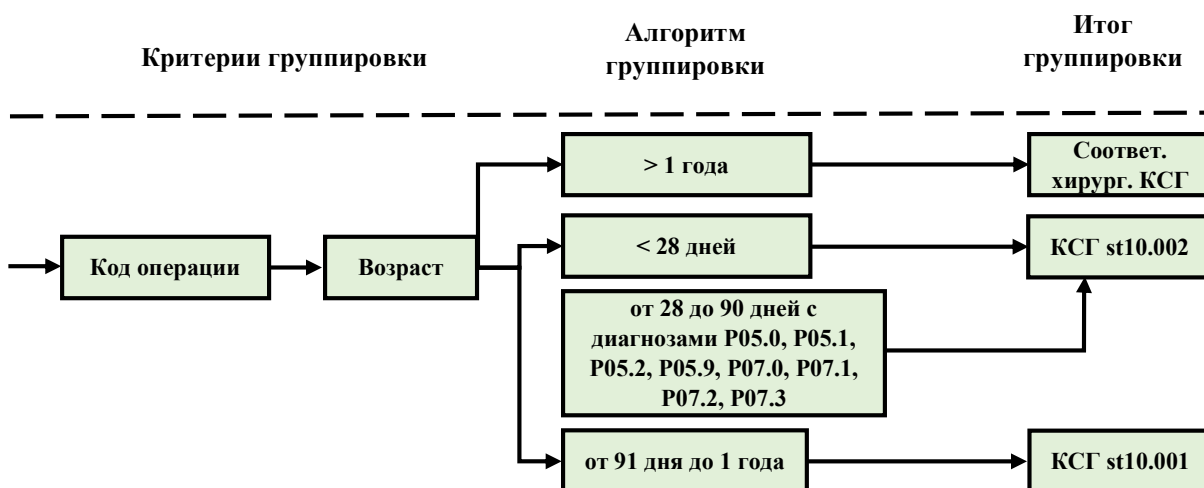 Критерии группировки
Алгоритм
группировки
Итог
группировки
> 1 года
Соответ.
хирург. КСГ
Код операции
Возраст
< 28 дней
КСГ st10.002
от 28 до 90 дней с
диагнозами P05.0, P05.1,
P05.2, P05.9, P07.0, P07.1,
P07.2, P07.3
от 91 дня до 1 года
КСГ st10.001